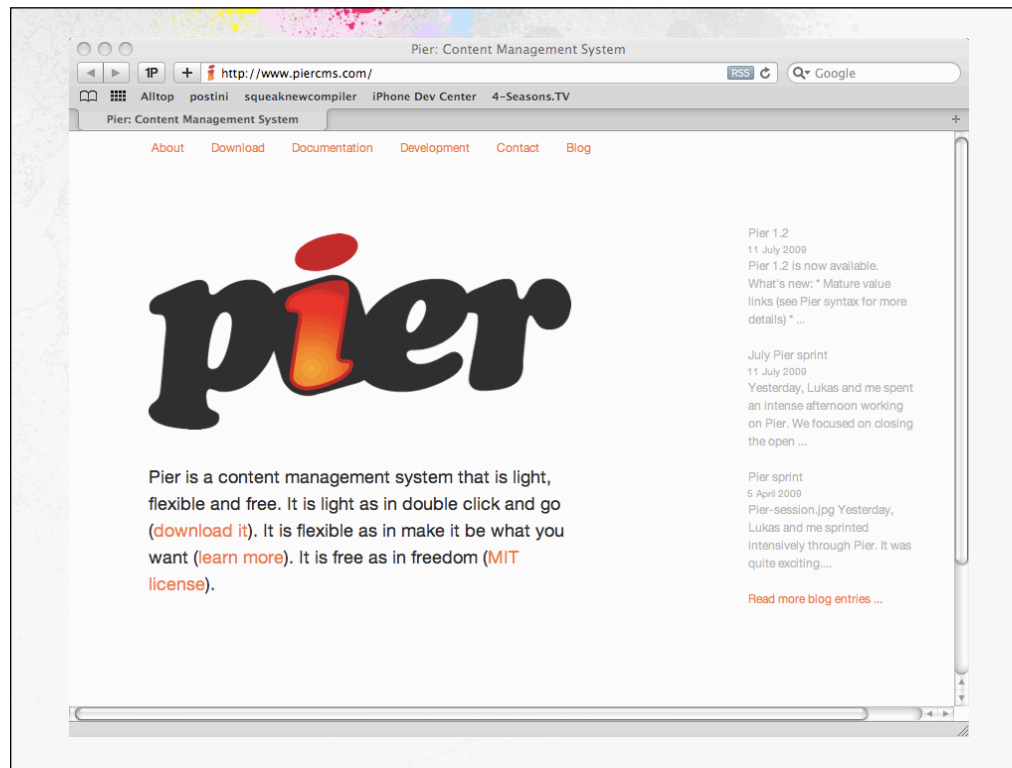 Pier: Content Management System
1P
+
http://www.piercms.com/
RSS
Google
Alltop postini squeaknewcompiler iPhone Dev Center 4-Seasons.TV
Pier: Content Management System
+
About Download Documentation Development Contact Blog
pier
Pier is a content management system that is light,
flexible and free. It is light as in double click and go
(download it). It is flexible as in make it be what you
want (learn more). It is free as in freedom (MIT
license).
Pier 1.2
11 July 2009
Pier 1.2 is now available.
What's new: * Mature value
links (see Pier syntax for more
details) * ...
July Pier sprint
11 July 2009
Yesterday, Lukas and me spent
an intense afternoon working
on Pier. We focused on closing
the open ...
Pier sprint
5 April 2009
Pier-session.jpg Yesterday,
Lukas and me sprinted
intensively through Pier. It was
quite exciting....
Read more blog entries ...